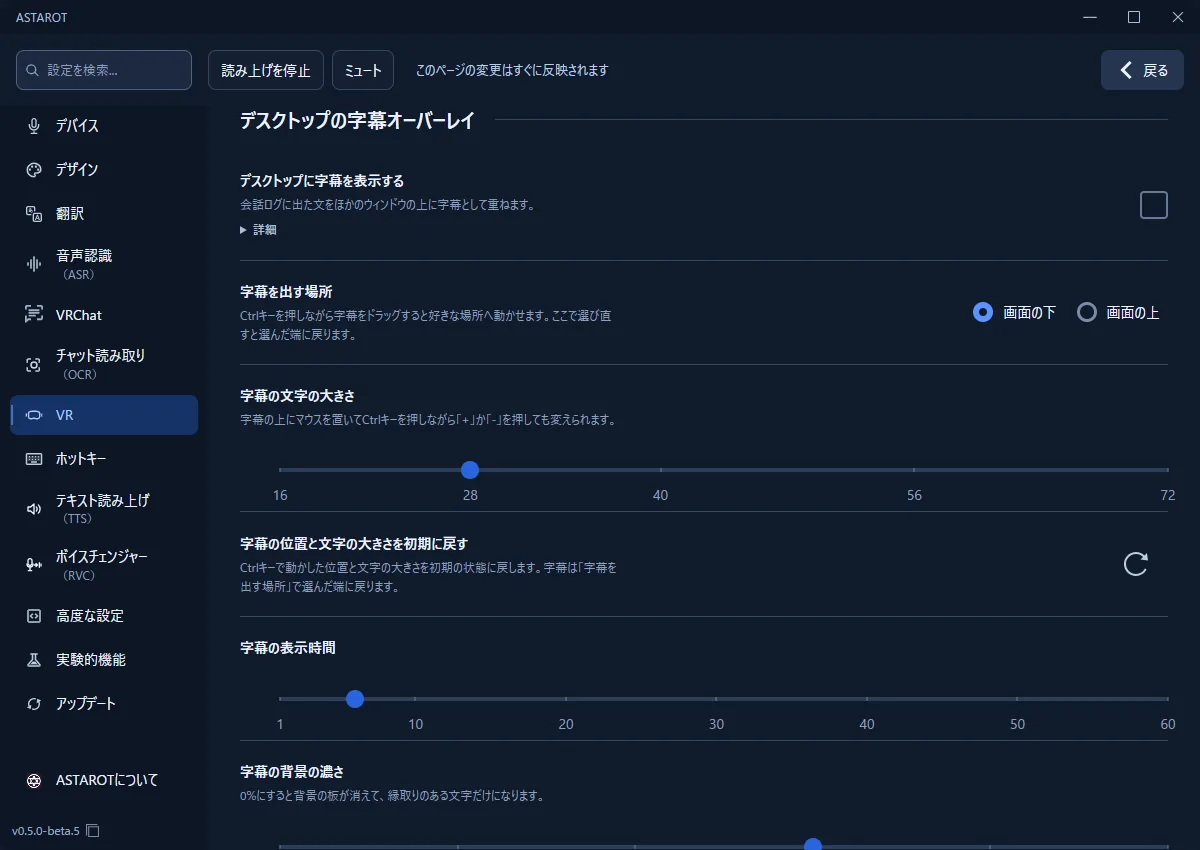 ASTAROT
設定を検索...
読み上げを停止
ミュート
このページの変更はすぐに反映されます
戻る
デバイス
デザイン
翻訳
音声認識
（ASR）
VRChat
チャット読み取り
（OCR）
VR
ホットキー
テキスト読み上げ
（TTS）
ボイスチェンジャー
（RVC）
高度な設定
実験的機能
アップデート
ASTAROTについて
v0.5.0-beta.5
デスクトップの字幕オーバーレイ
デスクトップに字幕を表示する
会話ログに出た文をほかのウィンドウの上に字幕として重ねます。
詳細
字幕を出す場所
Ctrlキーを押しながら字幕をドラッグすると好きな場所へ動かせます。ここで選び直
すと選んだ端に戻ります。
画面の下
画面の上
字幕の文字の大きさ
字幕の上にマウスを置いてCtrlキーを押しながら「+」か「-」を押しても変えられます。
16 28 40 56 72
字幕の位置と文字の大きさを初期に戻す
Ctrlキーで動かした位置と文字の大きさを初期の状態に戻します。字幕は「字幕を
出す場所」で選んだ端に戻ります。
字幕の表示時間
1 10 20 30 40 50 60
字幕の背景の濃さ
0%にすると背景の板が消えて、縁取りのある文字だけになります。